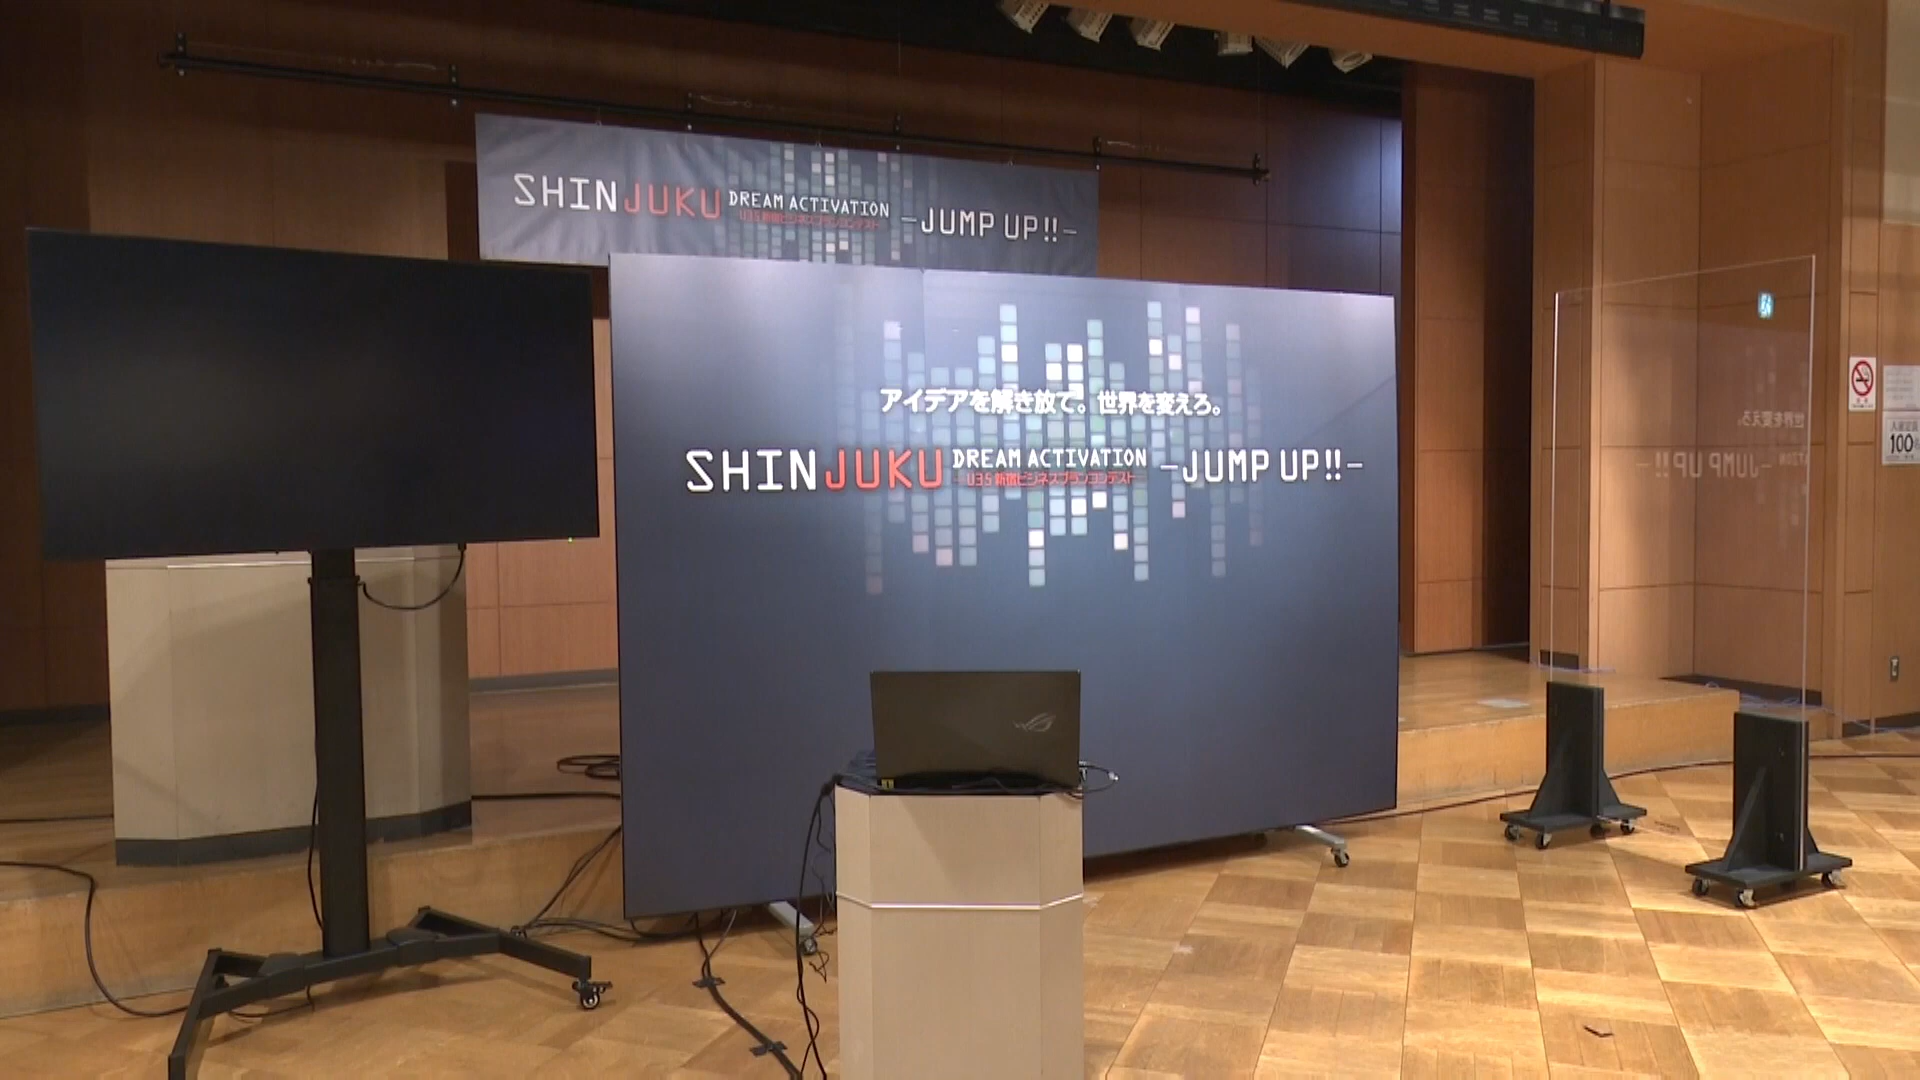 SHINJUKU DREAM ACTIVATION -JUMP UP!!-
U35 新宿ビジネスプランコンテスト
アイデアを解き放て。世界を変えろ。
SHINJUKU DREAM ACTIVATION -JUMP UP!!-
U35 新宿ビジネスプランコンテスト
100